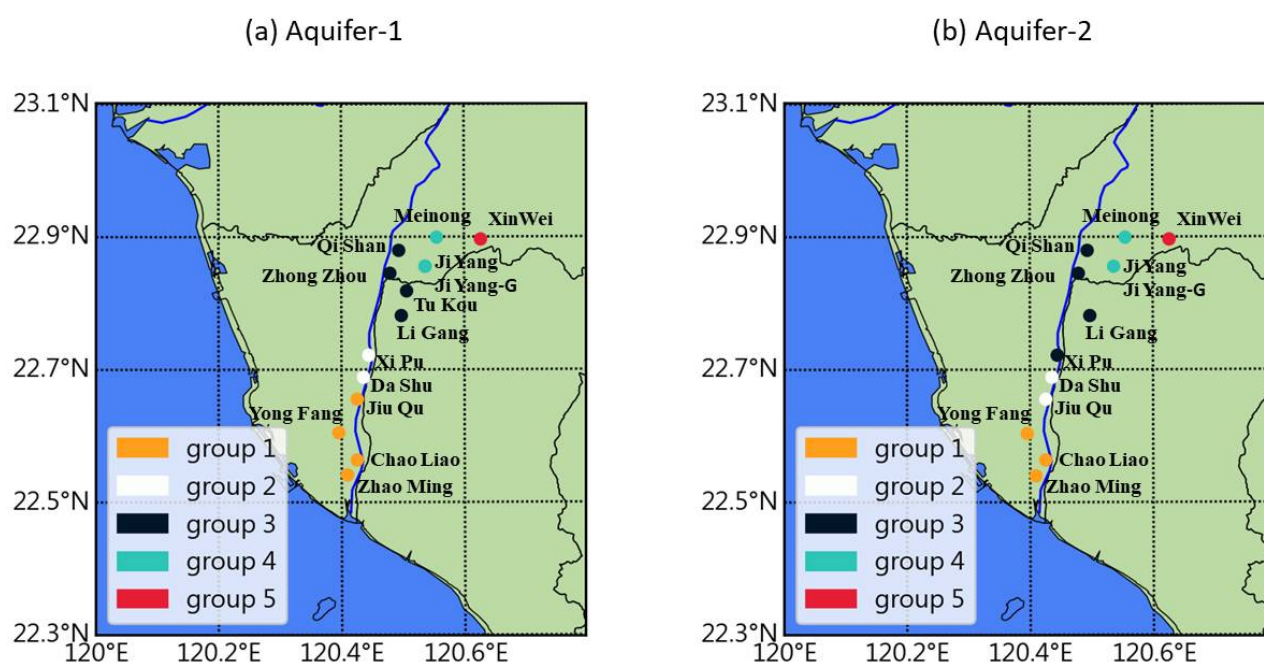 (a) Aquifer-1
23.1°N
22.9°N
22.7°N
22.5°N
22.3°N
120°E
120.2°E
120.4°E
120.6°E
Meinong
XinWei
Qi Shan
Ji Yang
Zhong Zhou
Ji Yang-G
Tu Kou
Li Gang
Xi Pu
Da Shu
Jiu Qu
Yong Fang
Chao Liao
Zhao Ming
group 1
group 2
group 3
group 4
group 5
(b) Aquifer-2
23.1°N
22.9°N
22.7°N
22.5°N
22.3°N
120°E
120.2°E
120.4°E
120.6°E
Meinong
XinWei
Qi Shan
Ji Yang
Zhong Zhou
Ji Yang-G
Li Gang
Xi Pu
Da Shu
Jiu Qu
Yong Fang
Chao Liao
Zhao Ming
group 1
group 2
group 3
group 4
group 5